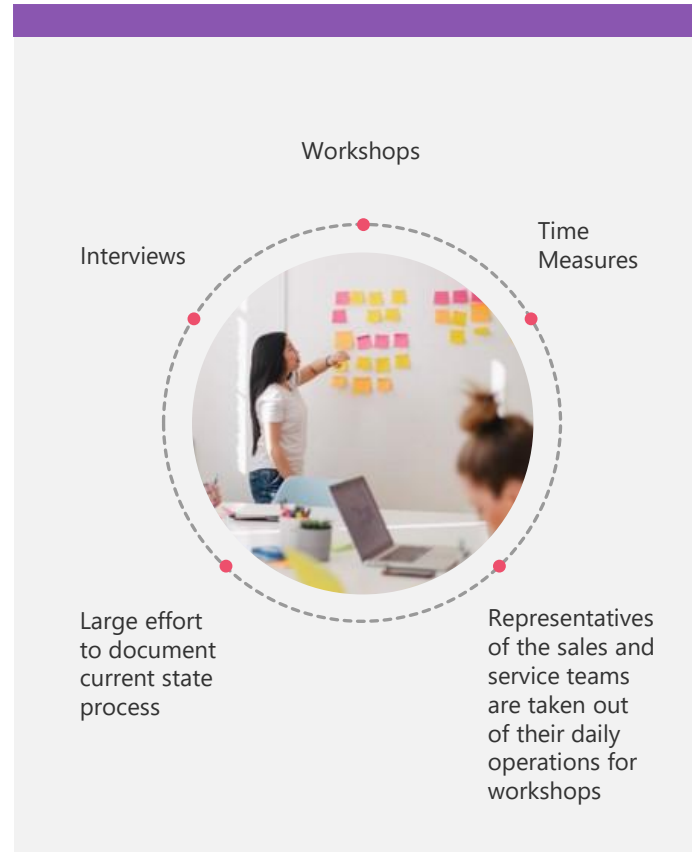 Workshops
Interviews
Time
Measures
Large effort
to document
current state
process
Representatives
of the sales and
service teams
are taken out
of their daily
operations for
workshops